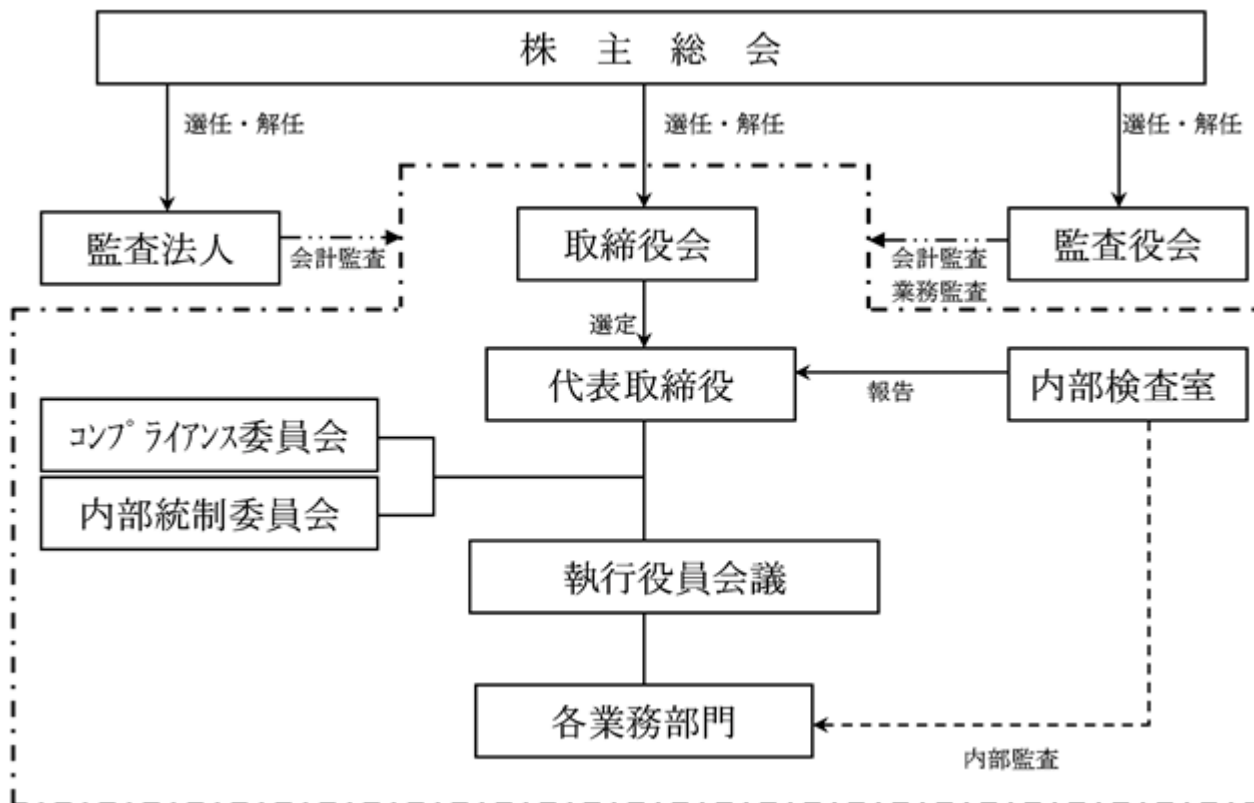 株 主 総 会
選任・解任
選任・解任
選任・解任
監査法人
会計監査
取締役会
会計監査
業務監査
監査役会
選定
代表取締役
報告
内部検査室
コンプライアンス委員会
内部統制委員会
執行役員会議
各業務部門
内部監査